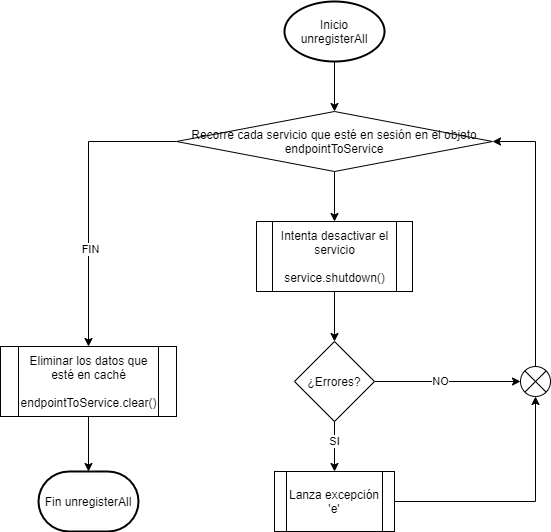 Inicio
unregisterAll
Recorre cada servicio que esté en sesión en el objeto
endpointToService
FIN
Intenta desactivar el
servicio
service.shutdown()
Eliminar los datos que
esté en caché
endpointToService.clear()
¿Errores?
NO
SI
Lanza excepción
'e'
Fin unregisterAll